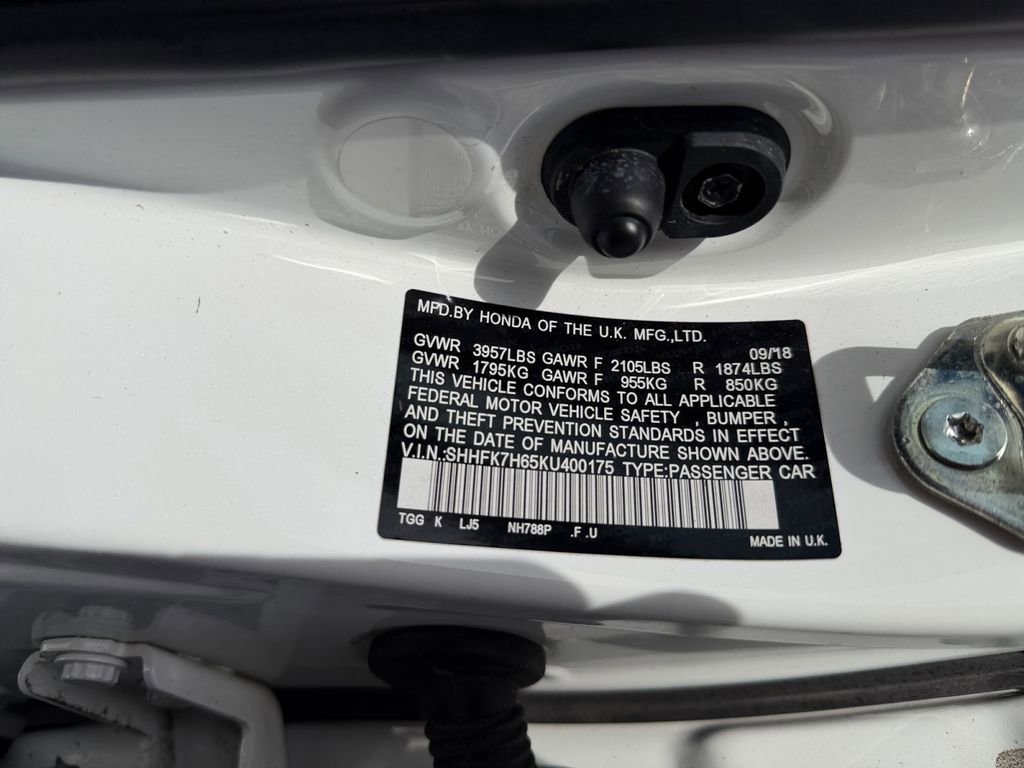 MFD.BY HONDA OF THE U.K. MFG.,LTD.
09/18
GVWR 3957LBS GAWR F 2105LBS R 1874LBS
GVWR 1795KG GAWR F 955KG R 850KG
THIS VEHICLE CONFORMS TO ALL APPLICABLE
FEDERAL MOTOR VEHICLE SAFETY , BUMPER ,
AND THEFT PREVENTION STANDARDS IN EFFECT
ON THE DATE OF MANUFACTURE SHOWN ABOVE.
V.I.N.:SHHFK7H65KU400175 TYPE:PASSENGER CAR
TGG K LJ5 NH788P .F .U
MADE IN U.K.